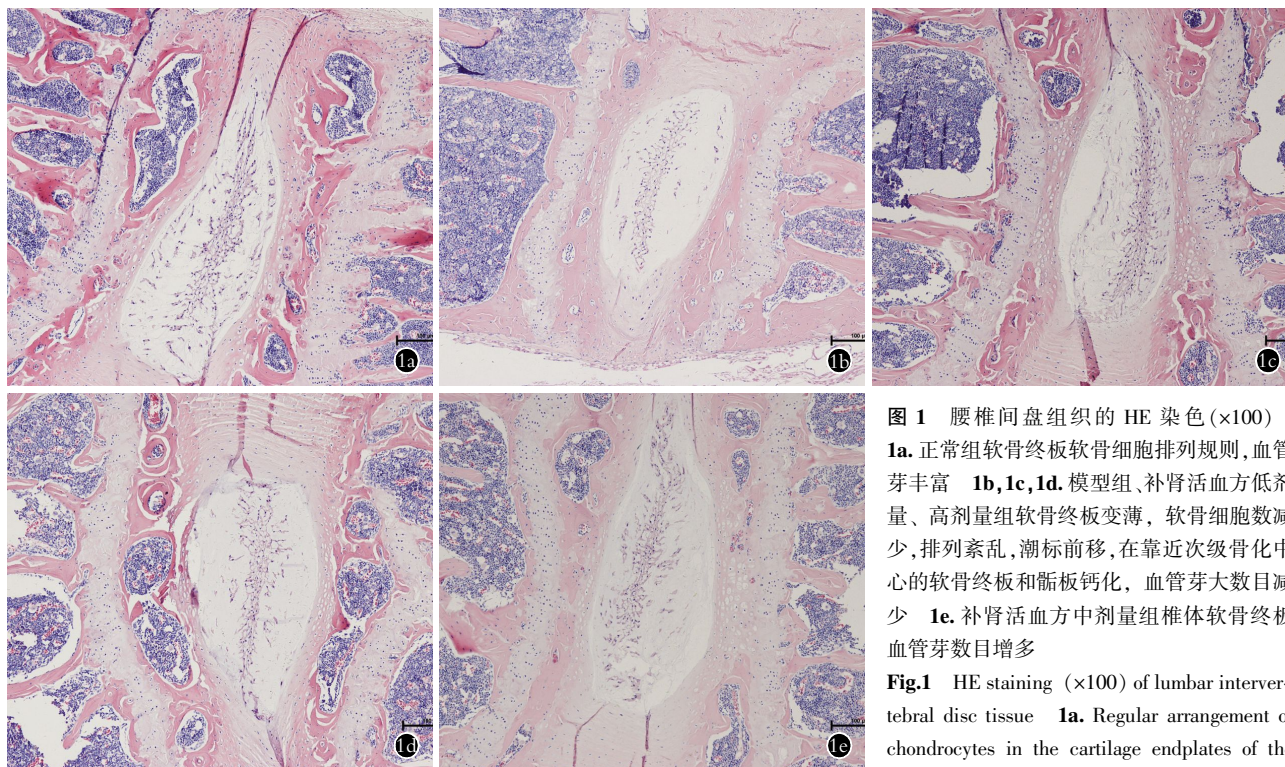 100 μm
1a
100 μm
1b
1c
1d
100 μm
1e
图 1 腰椎间盘组织的 HE 染色(×100)
1a. 正常组软骨终板软骨细胞排列规则,血管
芽丰富 1b,1c,1d. 模型组、补肾活血方低剂
量、高剂量组软骨终板变薄，软骨细胞数减
少,排列紊乱,潮标前移,在靠近次级骨化中
心的软骨终板和骺板钙化，血管芽大数目减
少 1e. 补肾活血方中剂量组椎体软骨终板
血管芽数目增多
Fig.1 HE staining (×100) of lumbar interver-
tebral disc tissue 1a. Regular arrangement
chondrocytes in the cartilage endplates of